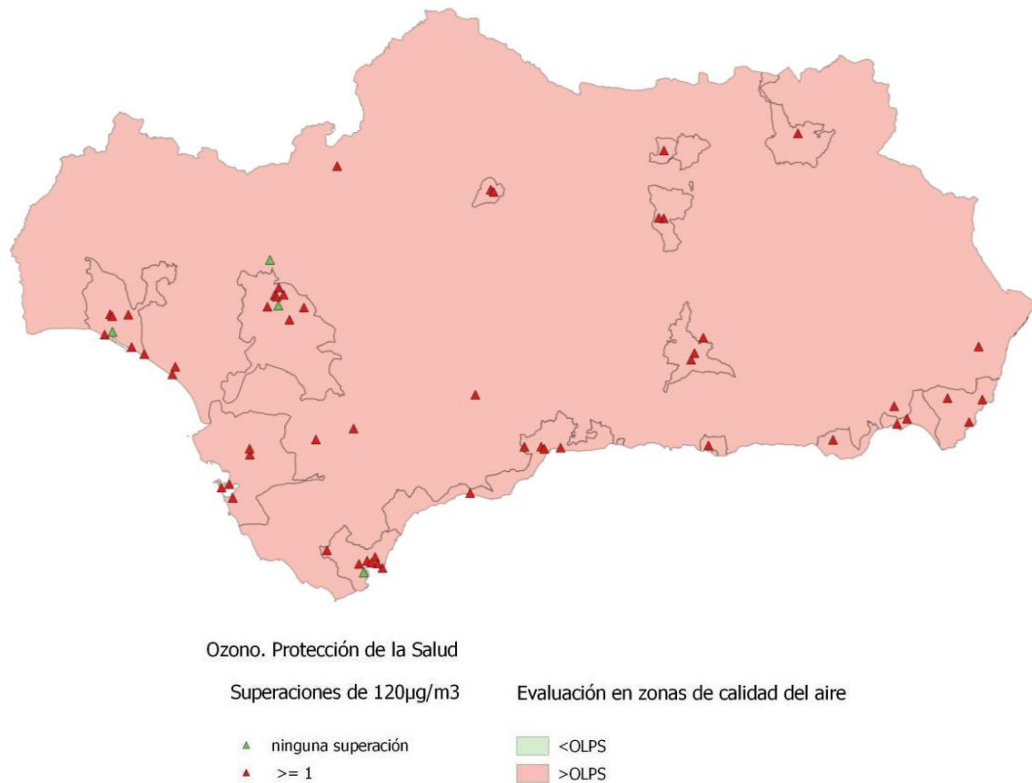 Ozono. Protección de la Salud
Superaciones de 120µg/m3
Evaluación en zonas de calidad del aire
ninguna superación
<OLPS
>= 1
>OLPS